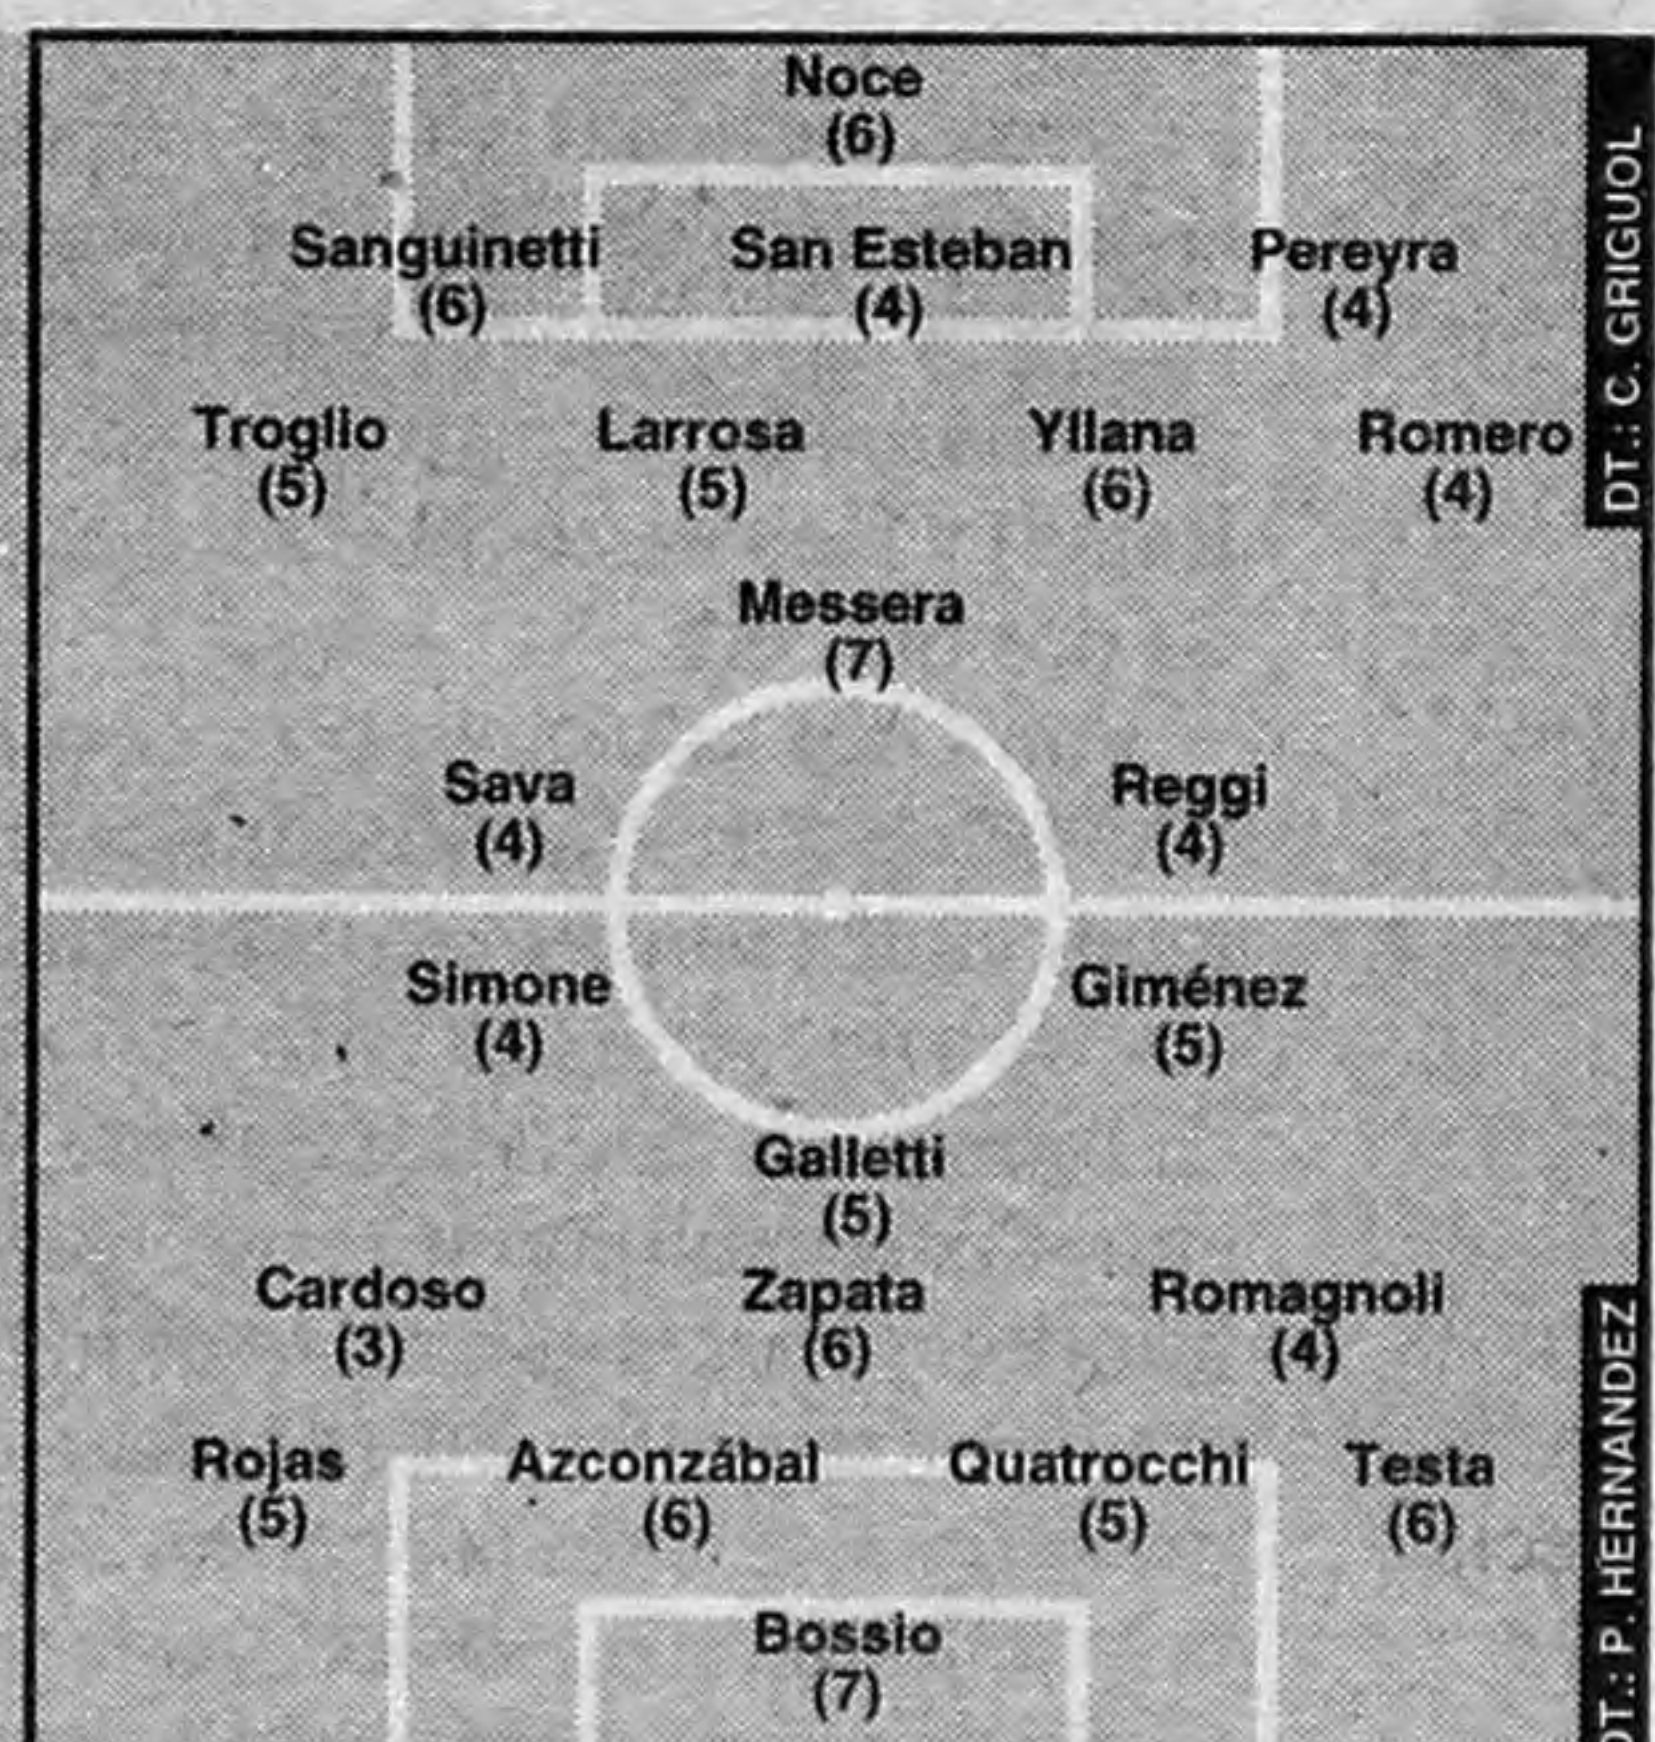 Noce
(6)
Sanguinetti San Esteban Pereyra
(6) (4) (4)
Troglio Larrosa Yllana Romero
(5) (5) (6) (4)
DT.: C. GRIGUOL
Messera
(7)
Sava Reggi
(4) (4)
Simone Giménez
(4) (5)
Galletti
(5)
Cardoso Zapata Romagnoli
(3) (6) (4)
Rojas Azconzábal Quatrocchi Testa
(5) (6) (5) (6)
Bossio
(7)
DT.: P. HERNANDEZ